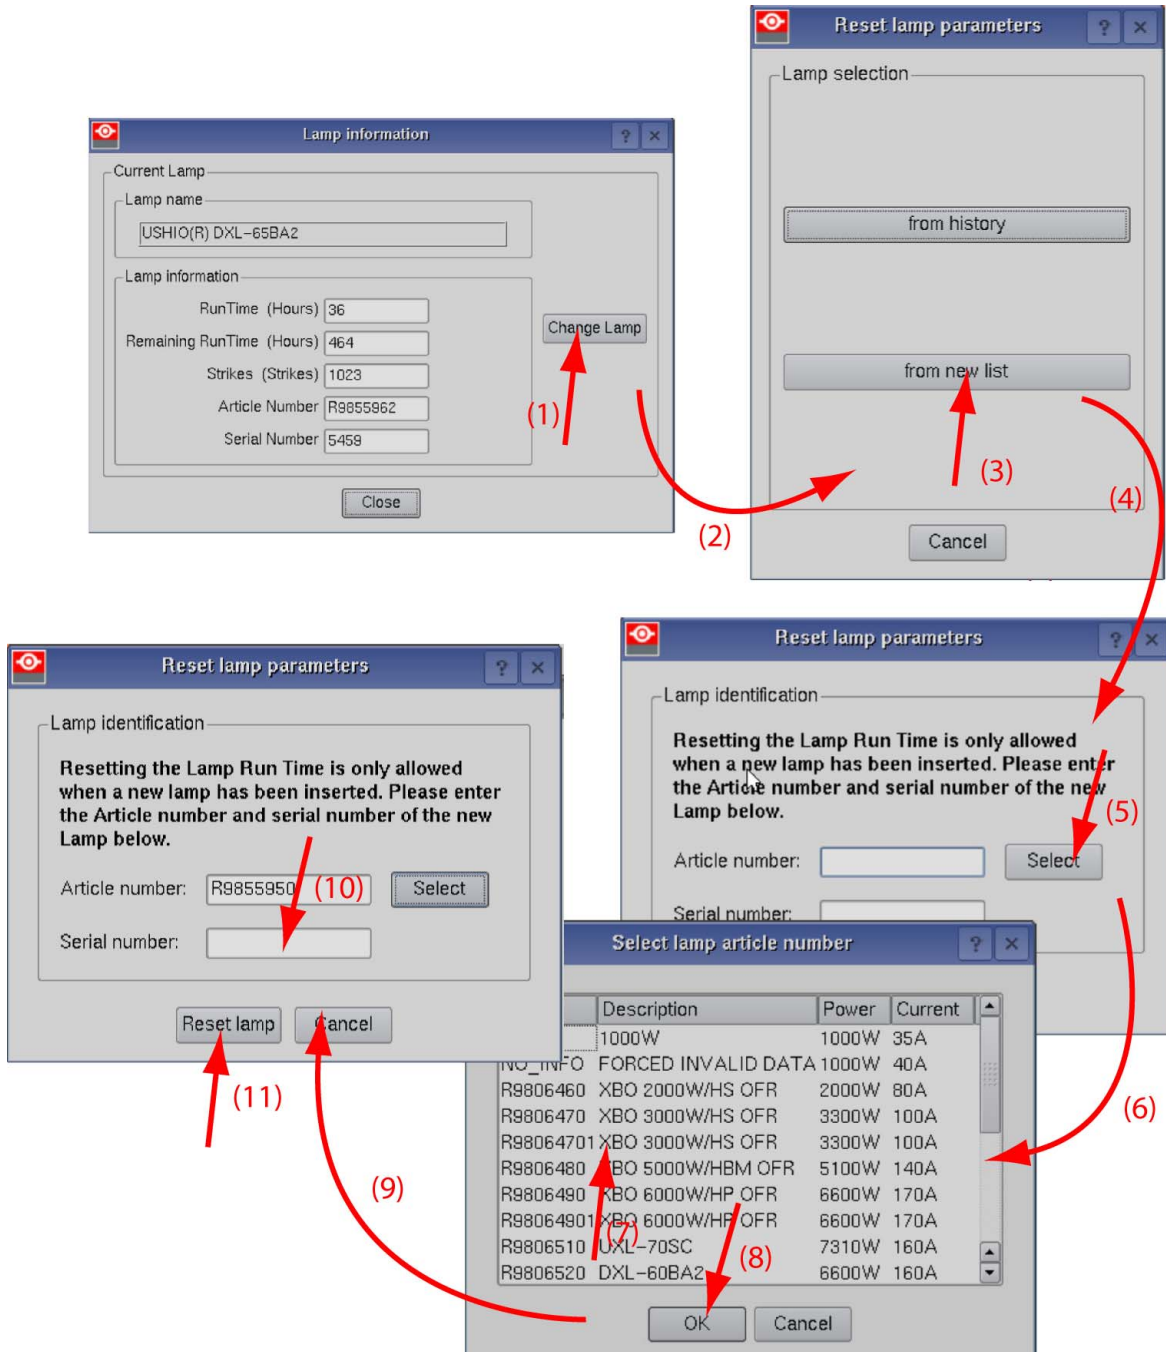 Reset lamp parameters ? ×
Lamp selection
from history
from new list
(3)
(4)
Cancel
Lamp information ? ×
Current Lamp
Lamp name
USHIO(R) DXL-65BA2
Lamp information
RunTime (Hours) 36
Remaining RunTime (Hours) 464
Strikes (Strikes) 1023
Article Number R9855962
Serial Number 5459
Change Lamp
(1)
Close
(2)
Reset lamp parameters ? ×
Lamp identification
Resetting the Lamp Run Time is only allowed
when a new lamp has been inserted. Please enter
the Article number and serial number of the new
Lamp below.
Article number: R9855950 (10) Select
Serial number:
Reset lamp Cancel
(11)
(9)
Reset lamp parameters ? ×
Lamp identification
Resetting the Lamp Run Time is only allowed
when a new lamp has been inserted. Please enter
the Article number and serial number of the new
Lamp below.
(5)
Article number: Select
Serial number:
(6)
Select lamp article number ? ×
Description Power Current
1000W 1000W 35A
NO_INFO FORCED INVALID DATA 1000W 40A
R9806460 XBO 2000W/HS OFR 2000W 80A
R9806470 XBO 3000W/HS OFR 3300W 100A
R98064701 XBO 3000W/HS OFR 3300W 100A
R9806480 XBO 5000W/HBM OFR 5100W 140A
R9806490 XBO 6000W/HP OFR 6600W 170A
R98064901 XBO 6000W/HP OFR 6600W 170A
R9806510 UXL-70SC 7310W 160A
R9806520 DXL-60BA2 6600W 160A
(7)
(8)
OK Cancel